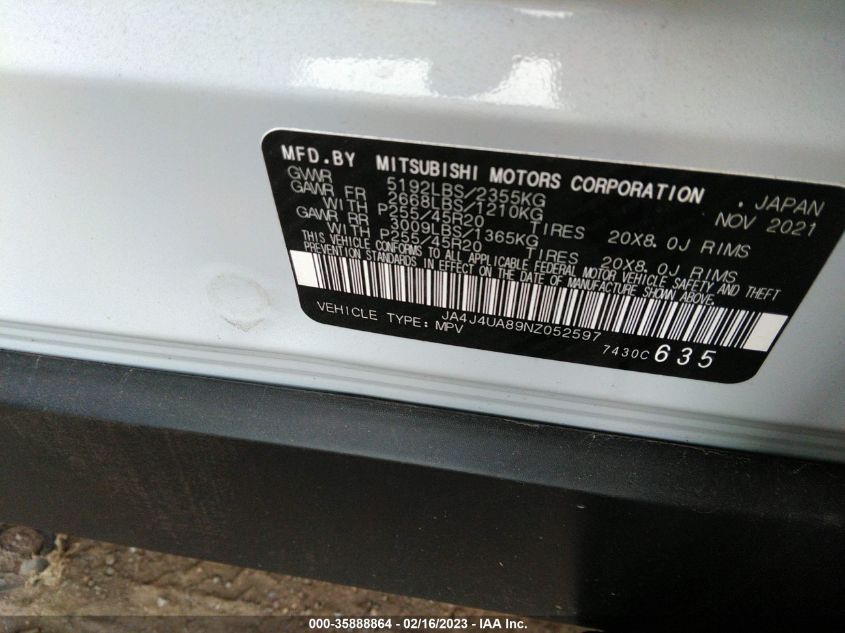 MFD.BY MITSUBISHI MOTORS CORPORATION . JAPAN
GVWR 5192LBS/2355KG NOV 2021
GAWR FR 2668LBS/1210KG
WITH P255/45R20 TIRES 20X8.0J RIMS
GAWR RR 3009LBS/1365KG
WITH P255/45R20 TIRES 20X8.0J RIMS
THIS VEHICLE CONFORMS TO ALL APPLICABLE FEDERAL MOTOR VEHICLE SAFETY AND THEFT
PREVENTION STANDARDS IN EFFECT ON THE DATE OF MANUFACTURE SHOWN ABOVE.
JA4J4UA89NZ052597
VEHICLE TYPE: MPV 7430C 635
000-35888864 - 02/16/2023 - IAA Inc.